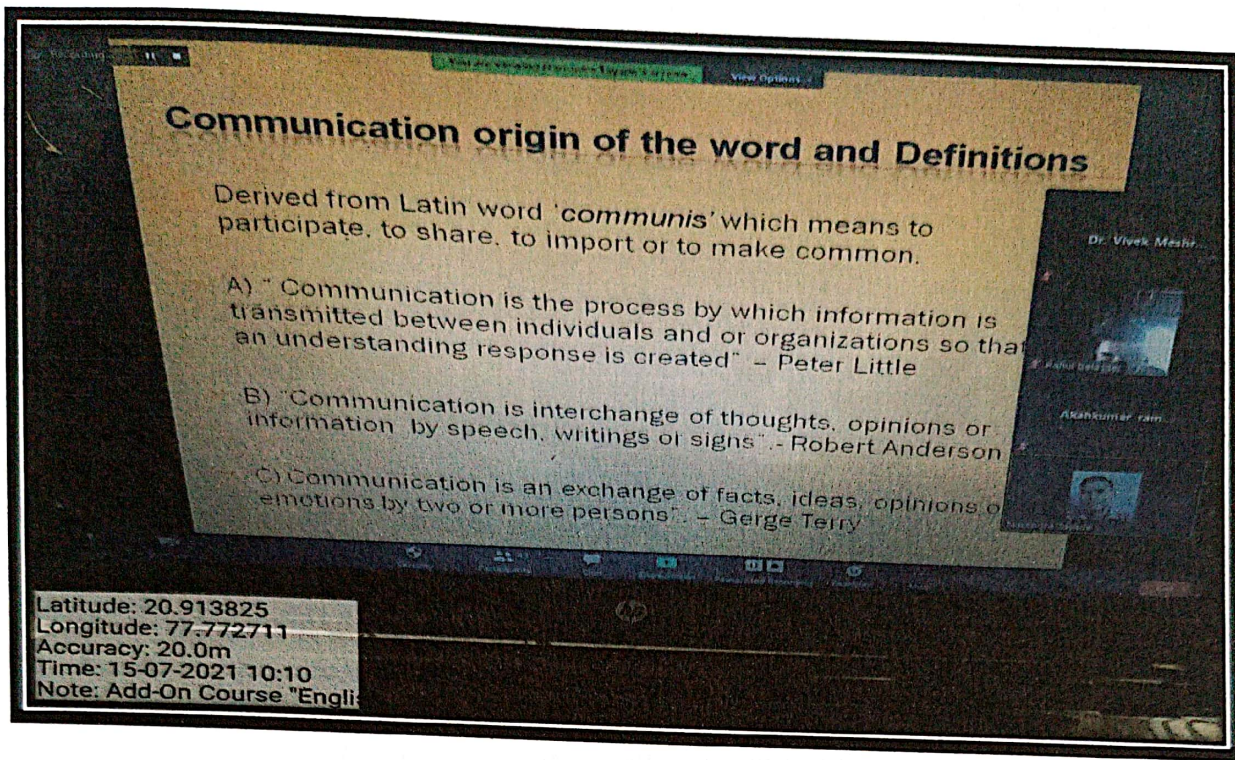 Recording
View Options
Communication origin of the word and Definitions
Derived from Latin word 'communis' which means to
participate, to share, to import or to make common.
A) " Communication is the process by which information is
transmitted between individuals and or organizations so that
an understanding response is created" – Peter Little
B) "Communication is interchange of thoughts, opinions or
information by speech, writings or signs".- Robert Anderson
C) Communication is an exchange of facts, ideas, opinions o
emotions by two or more persons". – Gerge Terry
Dr. Vivek Meshr...
Akahkumar ram...
hp
Latitude: 20.913825
Longitude: 77.772711
Accuracy: 20.0m
Time: 15-07-2021 10:10
Note: Add-On Course "Englis